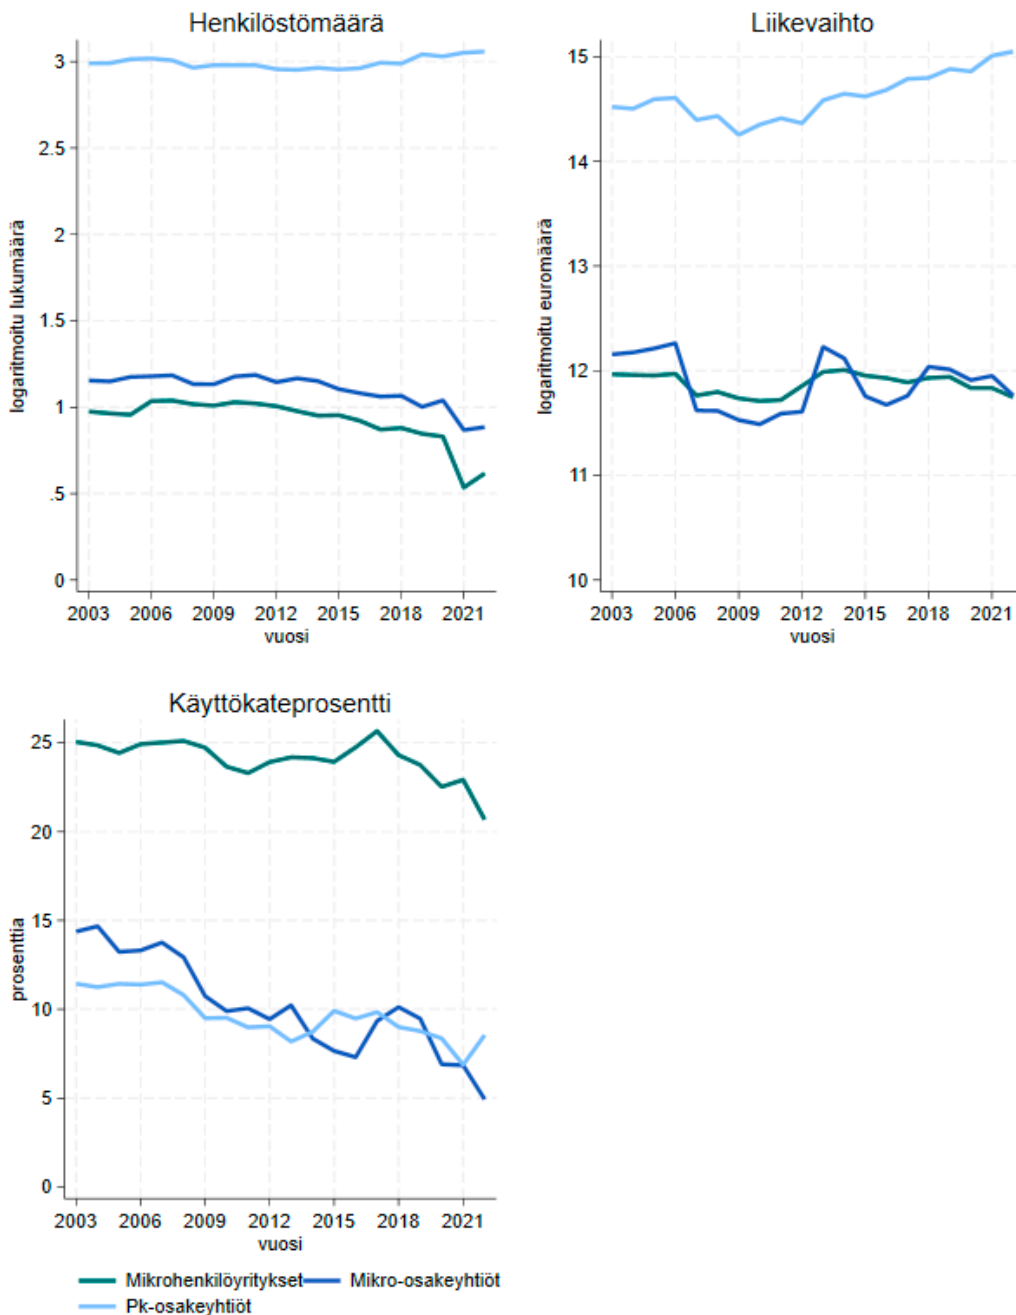 Henkilöstömäärä
logaritmoitu lukumäärä
3
2.5
2
1.5
1
.5
0
2003 2006 2009 2012 2015 2018 2021
vuosi
Liikevaihto
logaritmoitu euromäärä
15
14
13
12
11
10
2003 2006 2009 2012 2015 2018 2021
vuosi
Käyttökateprosentti
prosenttia
25
20
15
10
5
0
2003 2006 2009 2012 2015 2018 2021
vuosi
Mikrohenkilöyritykset Mikro-osakeyhtiöt
Pk-osakeyhtiöt